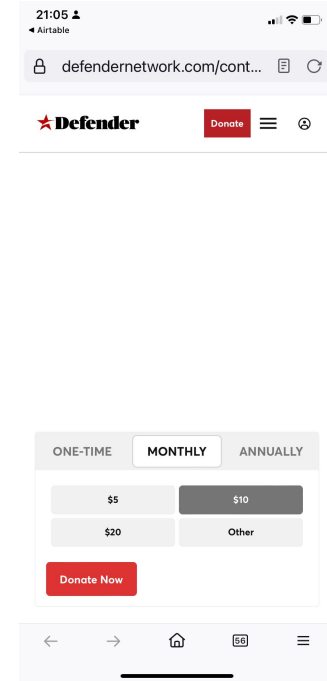 21:05
◄ Airtable
defendernetwork.com/cont...
Defender
Donate
ONE-TIME MONTHLY ANNUALLY
$5 $10
$20 Other
Donate Now
56